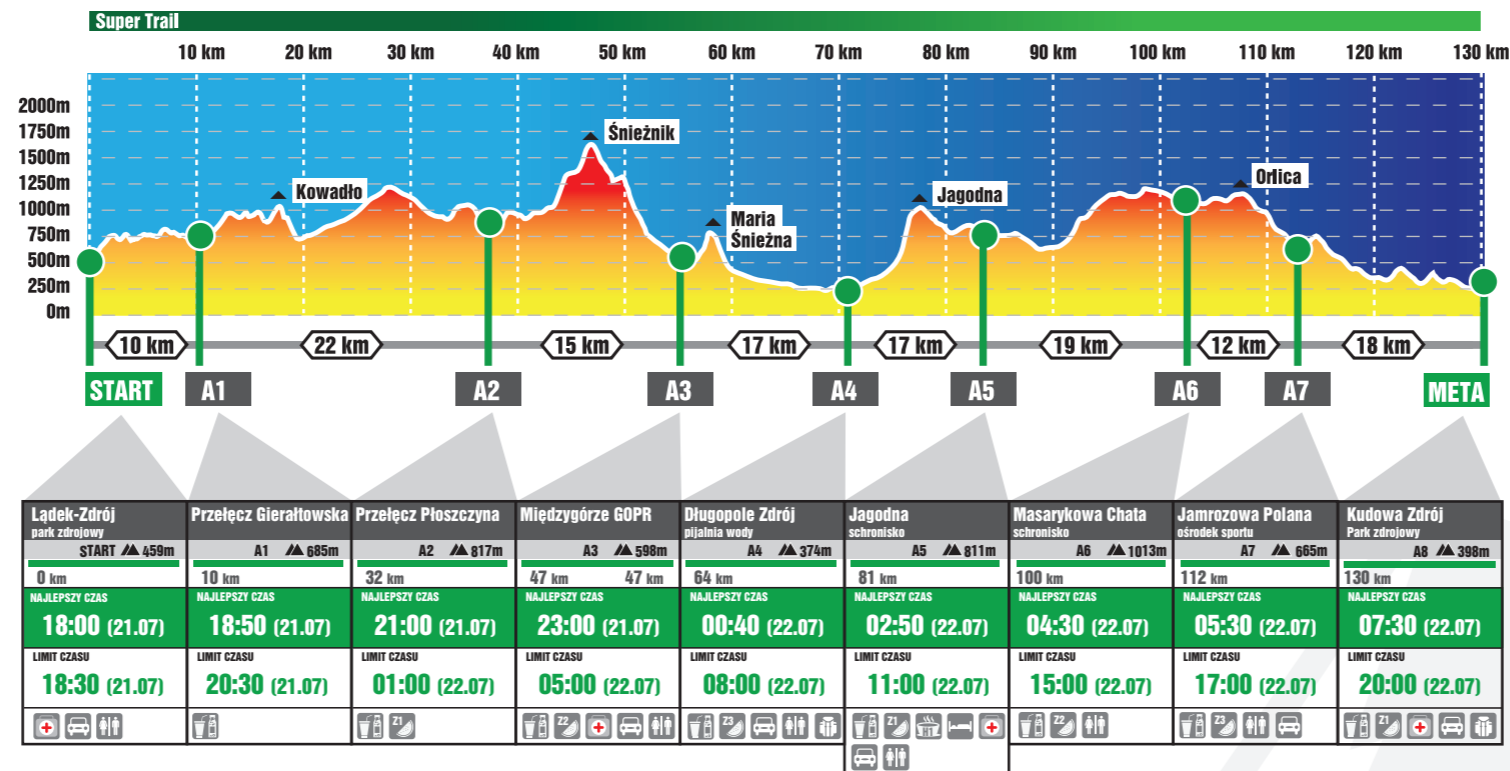 Super Trail
10 km 20 km 30 km 40 km 50 km 60 km 70 km 80 km 90 km 100 km 110 km 120 km 130 km
2000m
1750m
1500m
1250m
1000m
750m
500m
250m
0m
Kowadło
Śnieżnik
Maria
Śnieżna
Jagodna
Orlica
10 km 22 km 15 km 17 km 17 km 19 km 12 km 18 km
START A1 A2 A3 A4 A5 A6 A7 META
Lądek-Zdrój
park zdrojowy
START 459m
0 km
NAJLEPSZY CZAS
18:00 (21.07)
LIMIT CZASU
18:30 (21.07)
Przełęcz Gierałtowska
A1 685m
10 km
NAJLEPSZY CZAS
18:50 (21.07)
LIMIT CZASU
20:30 (21.07)
Przełęcz Płoszczyna
A2 817m
32 km
NAJLEPSZY CZAS
21:00 (21.07)
LIMIT CZASU
01:00 (22.07)
Z1
Międzygórze GOPR
A3 598m
47 km 47 km
NAJLEPSZY CZAS
23:00 (21.07)
LIMIT CZASU
05:00 (22.07)
Z2
Długopole Zdrój
pijalnia wody
A4 374m
64 km
NAJLEPSZY CZAS
00:40 (22.07)
LIMIT CZASU
08:00 (22.07)
Z3
Jagodna
schronisko
A5 811m
81 km
NAJLEPSZY CZAS
02:50 (22.07)
LIMIT CZASU
11:00 (22.07)
Z1
Masarykowa Chata
schronisko
A6 1013m
100 km
NAJLEPSZY CZAS
04:30 (22.07)
LIMIT CZASU
15:00 (22.07)
Z2
Jamrozowa Polana
ośrodek sportu
A7 665m
112 km
NAJLEPSZY CZAS
05:30 (22.07)
LIMIT CZASU
17:00 (22.07)
Z3
Kudowa Zdrój
Park zdrojowy
A8 398m
130 km
NAJLEPSZY CZAS
07:30 (22.07)
LIMIT CZASU
20:00 (22.07)
Z1